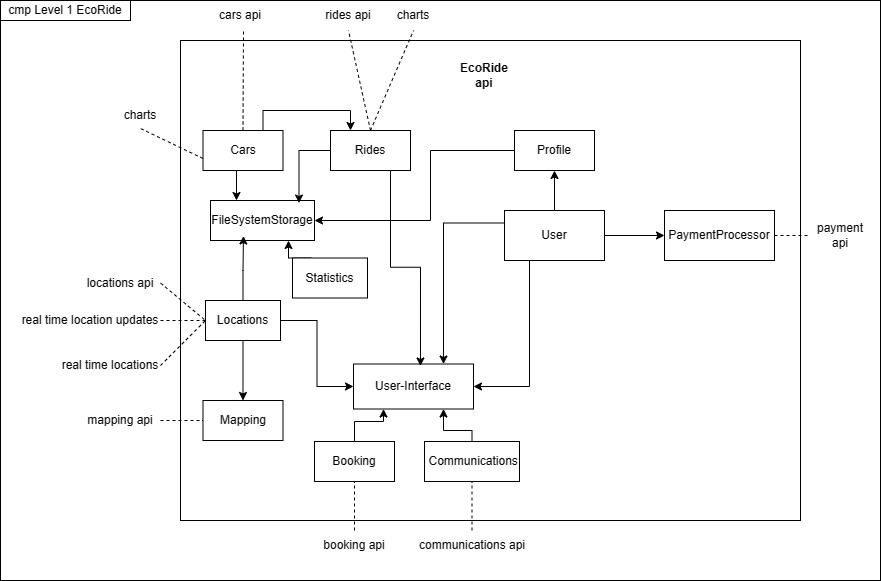 cmp Level 1 EcoRide
cars api
rides api
charts
EcoRide
api
charts
Cars
Rides
Profile
FileSystemStorage
User
PaymentProcessor
payment
api
Statistics
locations api
real time location updates
Locations
real time locations
User-Interface
mapping api
Mapping
Booking
Communications
booking api
communications api